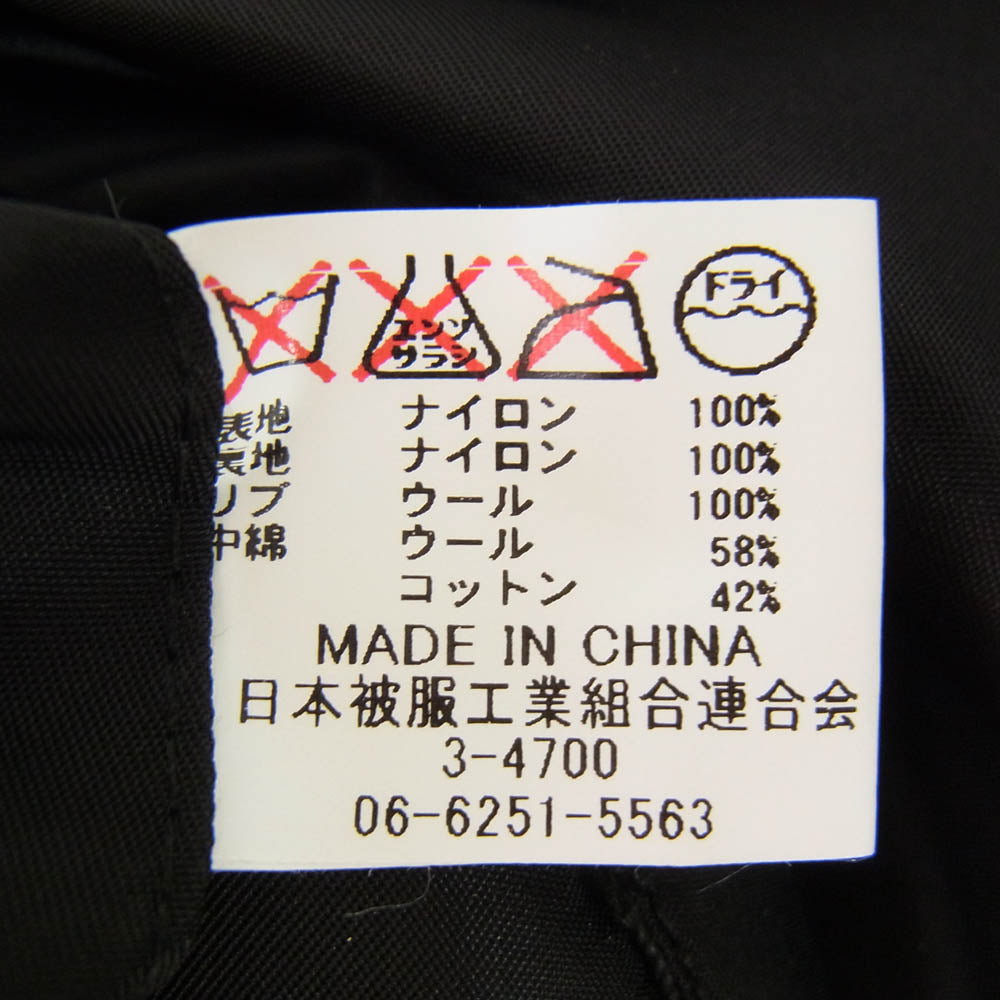 エンソ
サラシ
ドライ
表地 ナイロン 100%
裏地 ナイロン 100%
リブ ウール 100%
中綿 ウール 58%
コットン 42%
MADE IN CHINA
日本被服工業組合連合会
3-4700
06-6251-5563